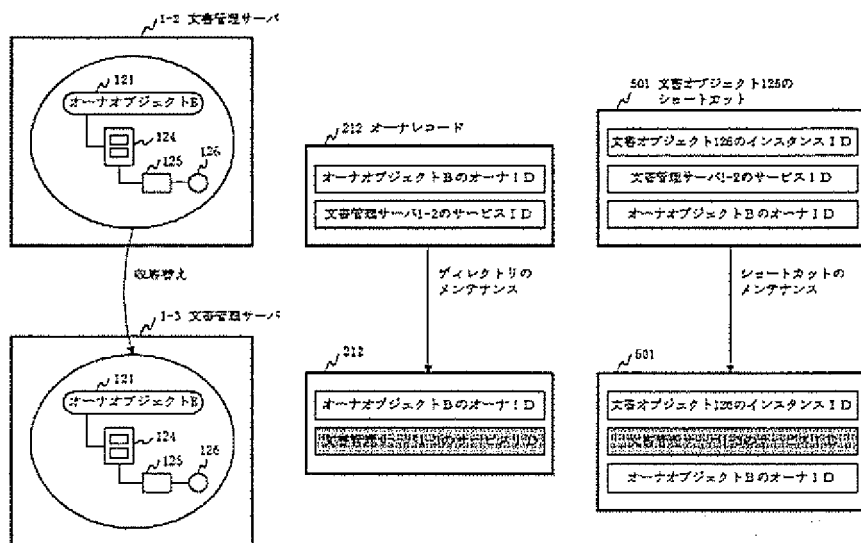 1-2 文書管理サーバ
121
オーナオブジェクトB
124
125
126
収容替え
1-3 文書管理サーバ
121
オーナオブジェクトB
124
125
126
212 オーナレコード
オーナオブジェクトBのオーナID
文書管理サーバ1-2のサービスID
ディレクトリの
メンテナンス
212
オーナオブジェクトBのオーナID
501 文書オブジェクト125の
ショートカット
文書オブジェクト126のインスタンスID
文書管理サーバ1-2のサービスID
オーナオブジェクトBのオーナID
ショートカットの
メンテナンス
501
文書オブジェクト126のインスタンスID
オーナオブジェクトBのオーナID